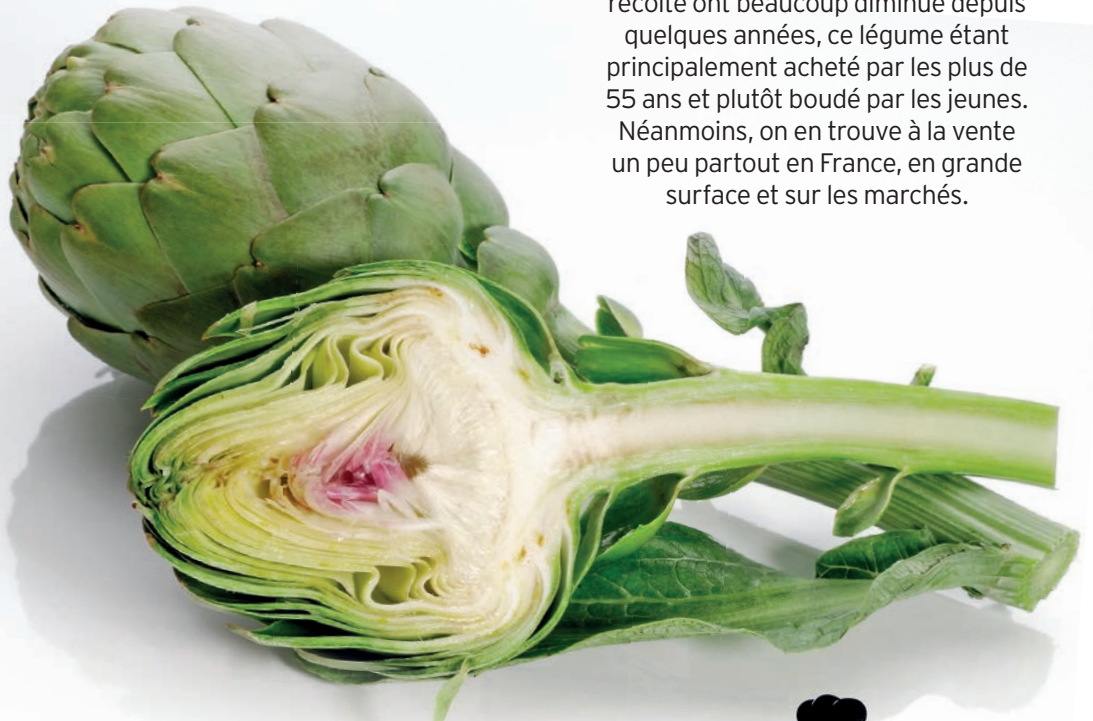 récolte ont beaucoup diminué depuis
quelques années, ce légume étant
principalement acheté par les plus de
55 ans et plutôt boudé par les jeunes.
Néanmoins, on en trouve à la vente
un peu partout en France, en grande
surface et sur les marchés.